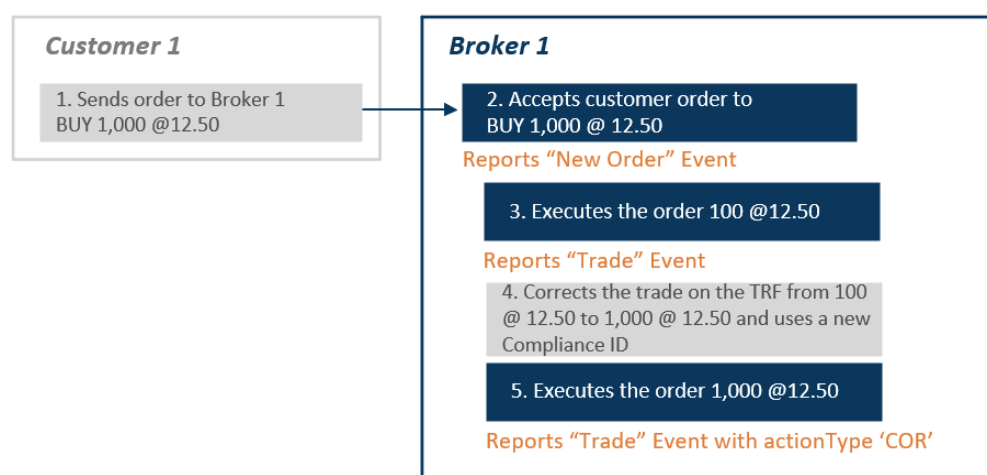 Customer 1
1. Sends order to Broker 1
BUY 1,000 @12.50
Broker 1
2. Accepts customer order to
BUY 1,000 @ 12.50
Reports “New Order” Event
3. Executes the order 100 @12.50
Reports “Trade” Event
4. Corrects the trade on the TRF from 100
@ 12.50 to 1,000 @ 12.50 and uses a new
Compliance ID
5. Executes the order 1,000 @12.50
Reports “Trade” Event with actionType ‘COR’